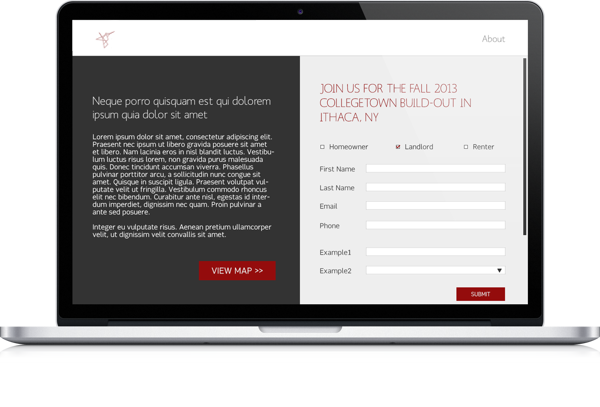 About
Neque porro quisquam est qui dolorem
ipsum quia dolor sit amet
Lorem ipsum dolor sit amet, consectetur adipiscing elit.
Praesent nec ipsum ut libero gravida posuere sit amet
et libero. Nam lacinia eros in nisl blandit luctus. Vestibu-
lum luctus risus lorem, non gravida purus malesuada
quis. Donec tincidunt accumsan viverra. Phasellus
pulvinar porttitor arcu, a sollicitudin nunc congue sit
amet. Quisque in suscipit ligula. Praesent volutpat vul-
putate velit ut fringilla. Vestibulum commodo rhoncus
elit nec bibendum. Curabitur ante nisl, egestas id inter-
dum imperdiet, dignissim nec quam. Proin pulvinar a
ante sed posuere.
Integer eu vulputate risus. Aenean pretium ullamcorper
velit, ut dignissim velit convallis sit amet.
VIEW MAP >>
JOIN US FOR THE FALL 2013
COLLEGETOWN BUILD-OUT IN
ITHACA, NY
Homeowner Landlord Renter
First Name
Last Name
Email
Phone
Example1
Example2
SUBMIT